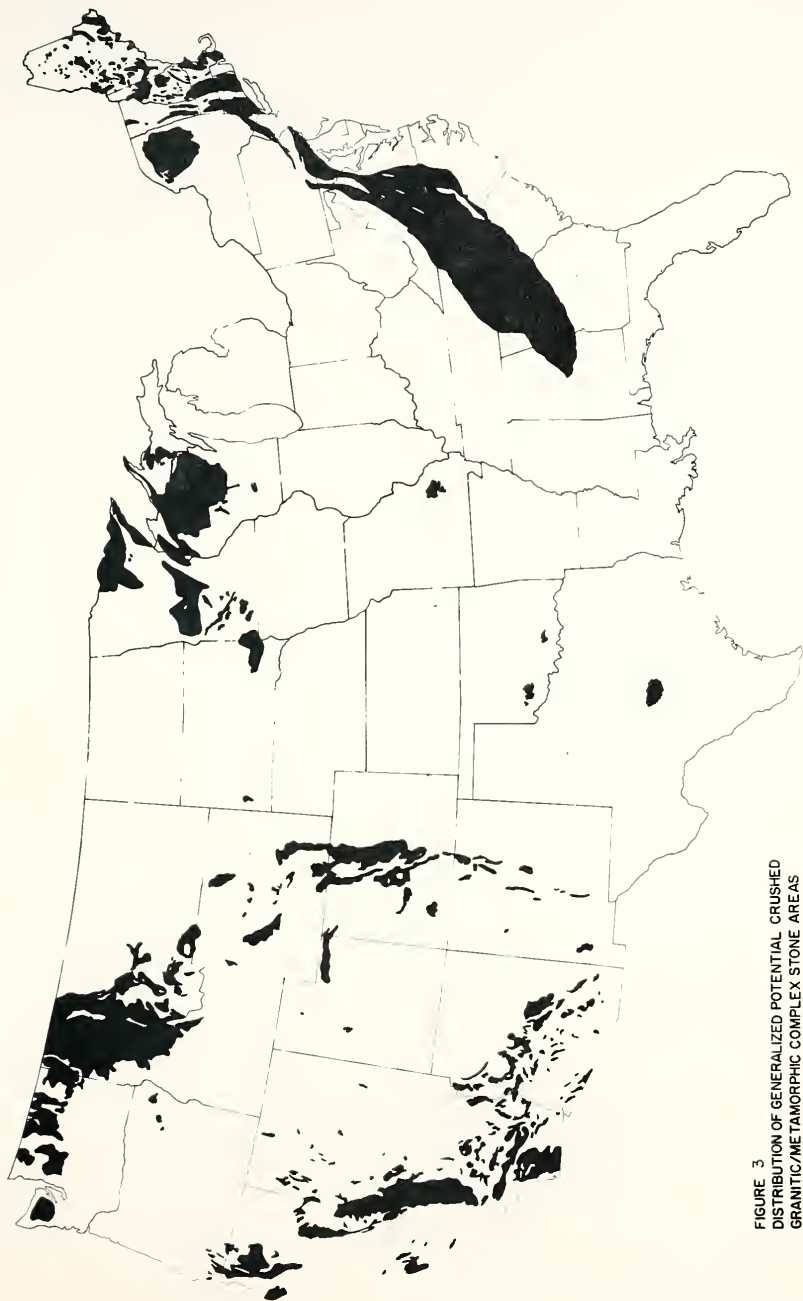 FIGURE 3
DISTRIBUTION OF GENERALIZED POTENTIAL CRUSHED
GRANITIC/METAMORPHIC COMPLEX STONE AREAS